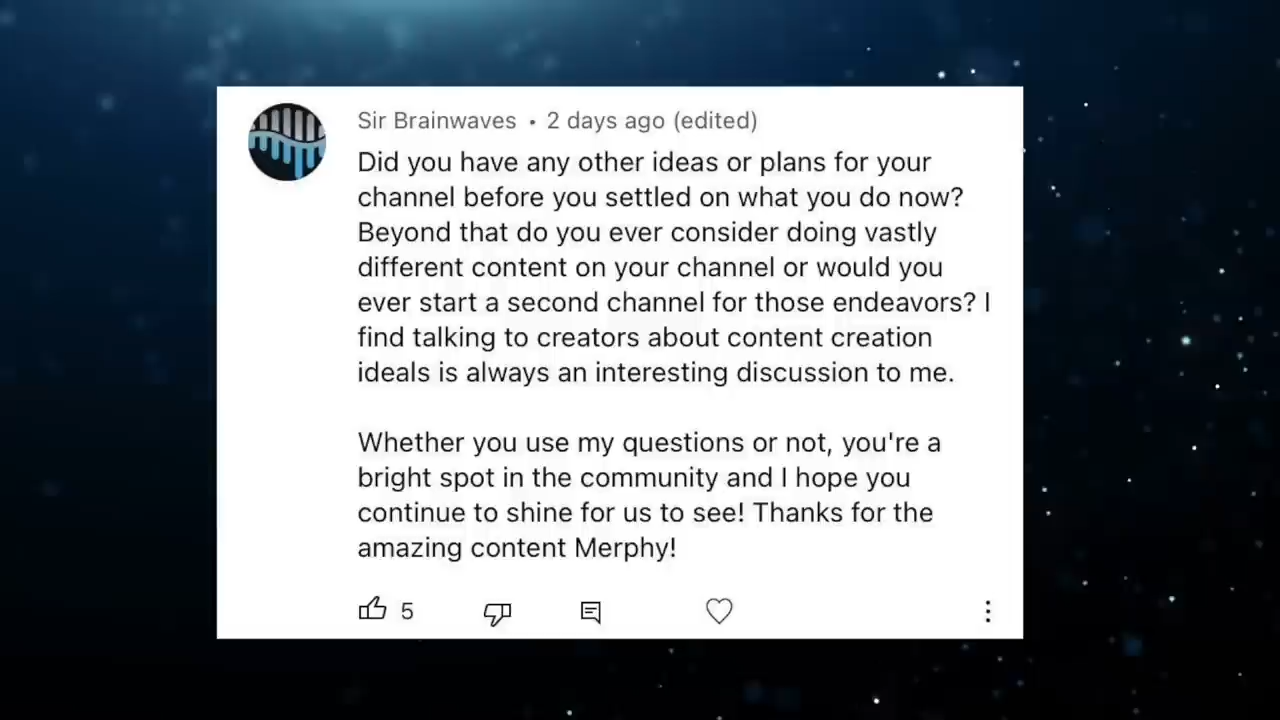 Sir Brainwaves • 2 days ago (edited)
Did you have any other ideas or plans for your
channel before you settled on what you do now?
Beyond that do you ever consider doing vastly
different content on your channel or would you
ever start a second channel for those endeavors? I
find talking to creators about content creation
ideals is always an interesting discussion to me.
Whether you use my questions or not, you're a
bright spot in the community and I hope you
continue to shine for us to see! Thanks for the
amazing content Merphy!
5